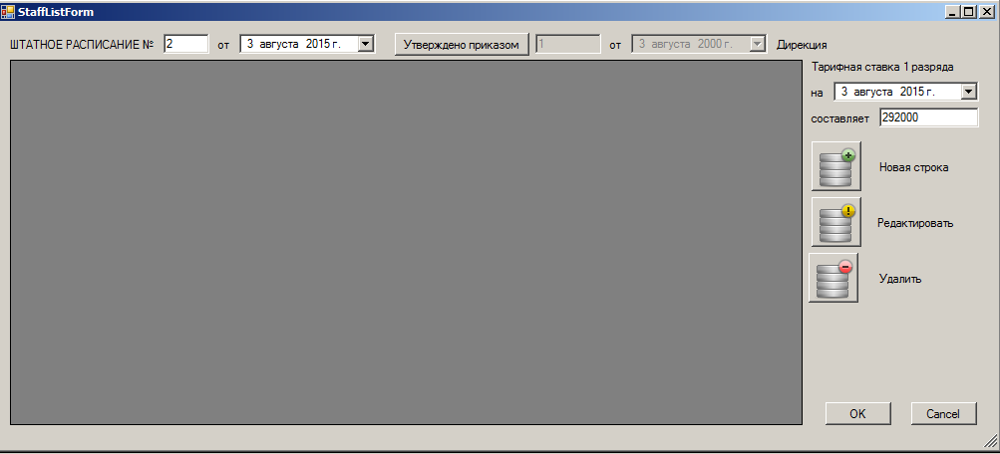 StaffListForm
ШТАТНОЕ РАСПИСАНИЕ № 2 от 3 августа 2015 г. Утверждено приказом 1 от 3 августа 2000 г. Дирекция
Тарифная ставка 1 разряда
на 3 августа 2015 г.
составляет 292000
Новая строка
Редактировать
Удалить
OK Cancel